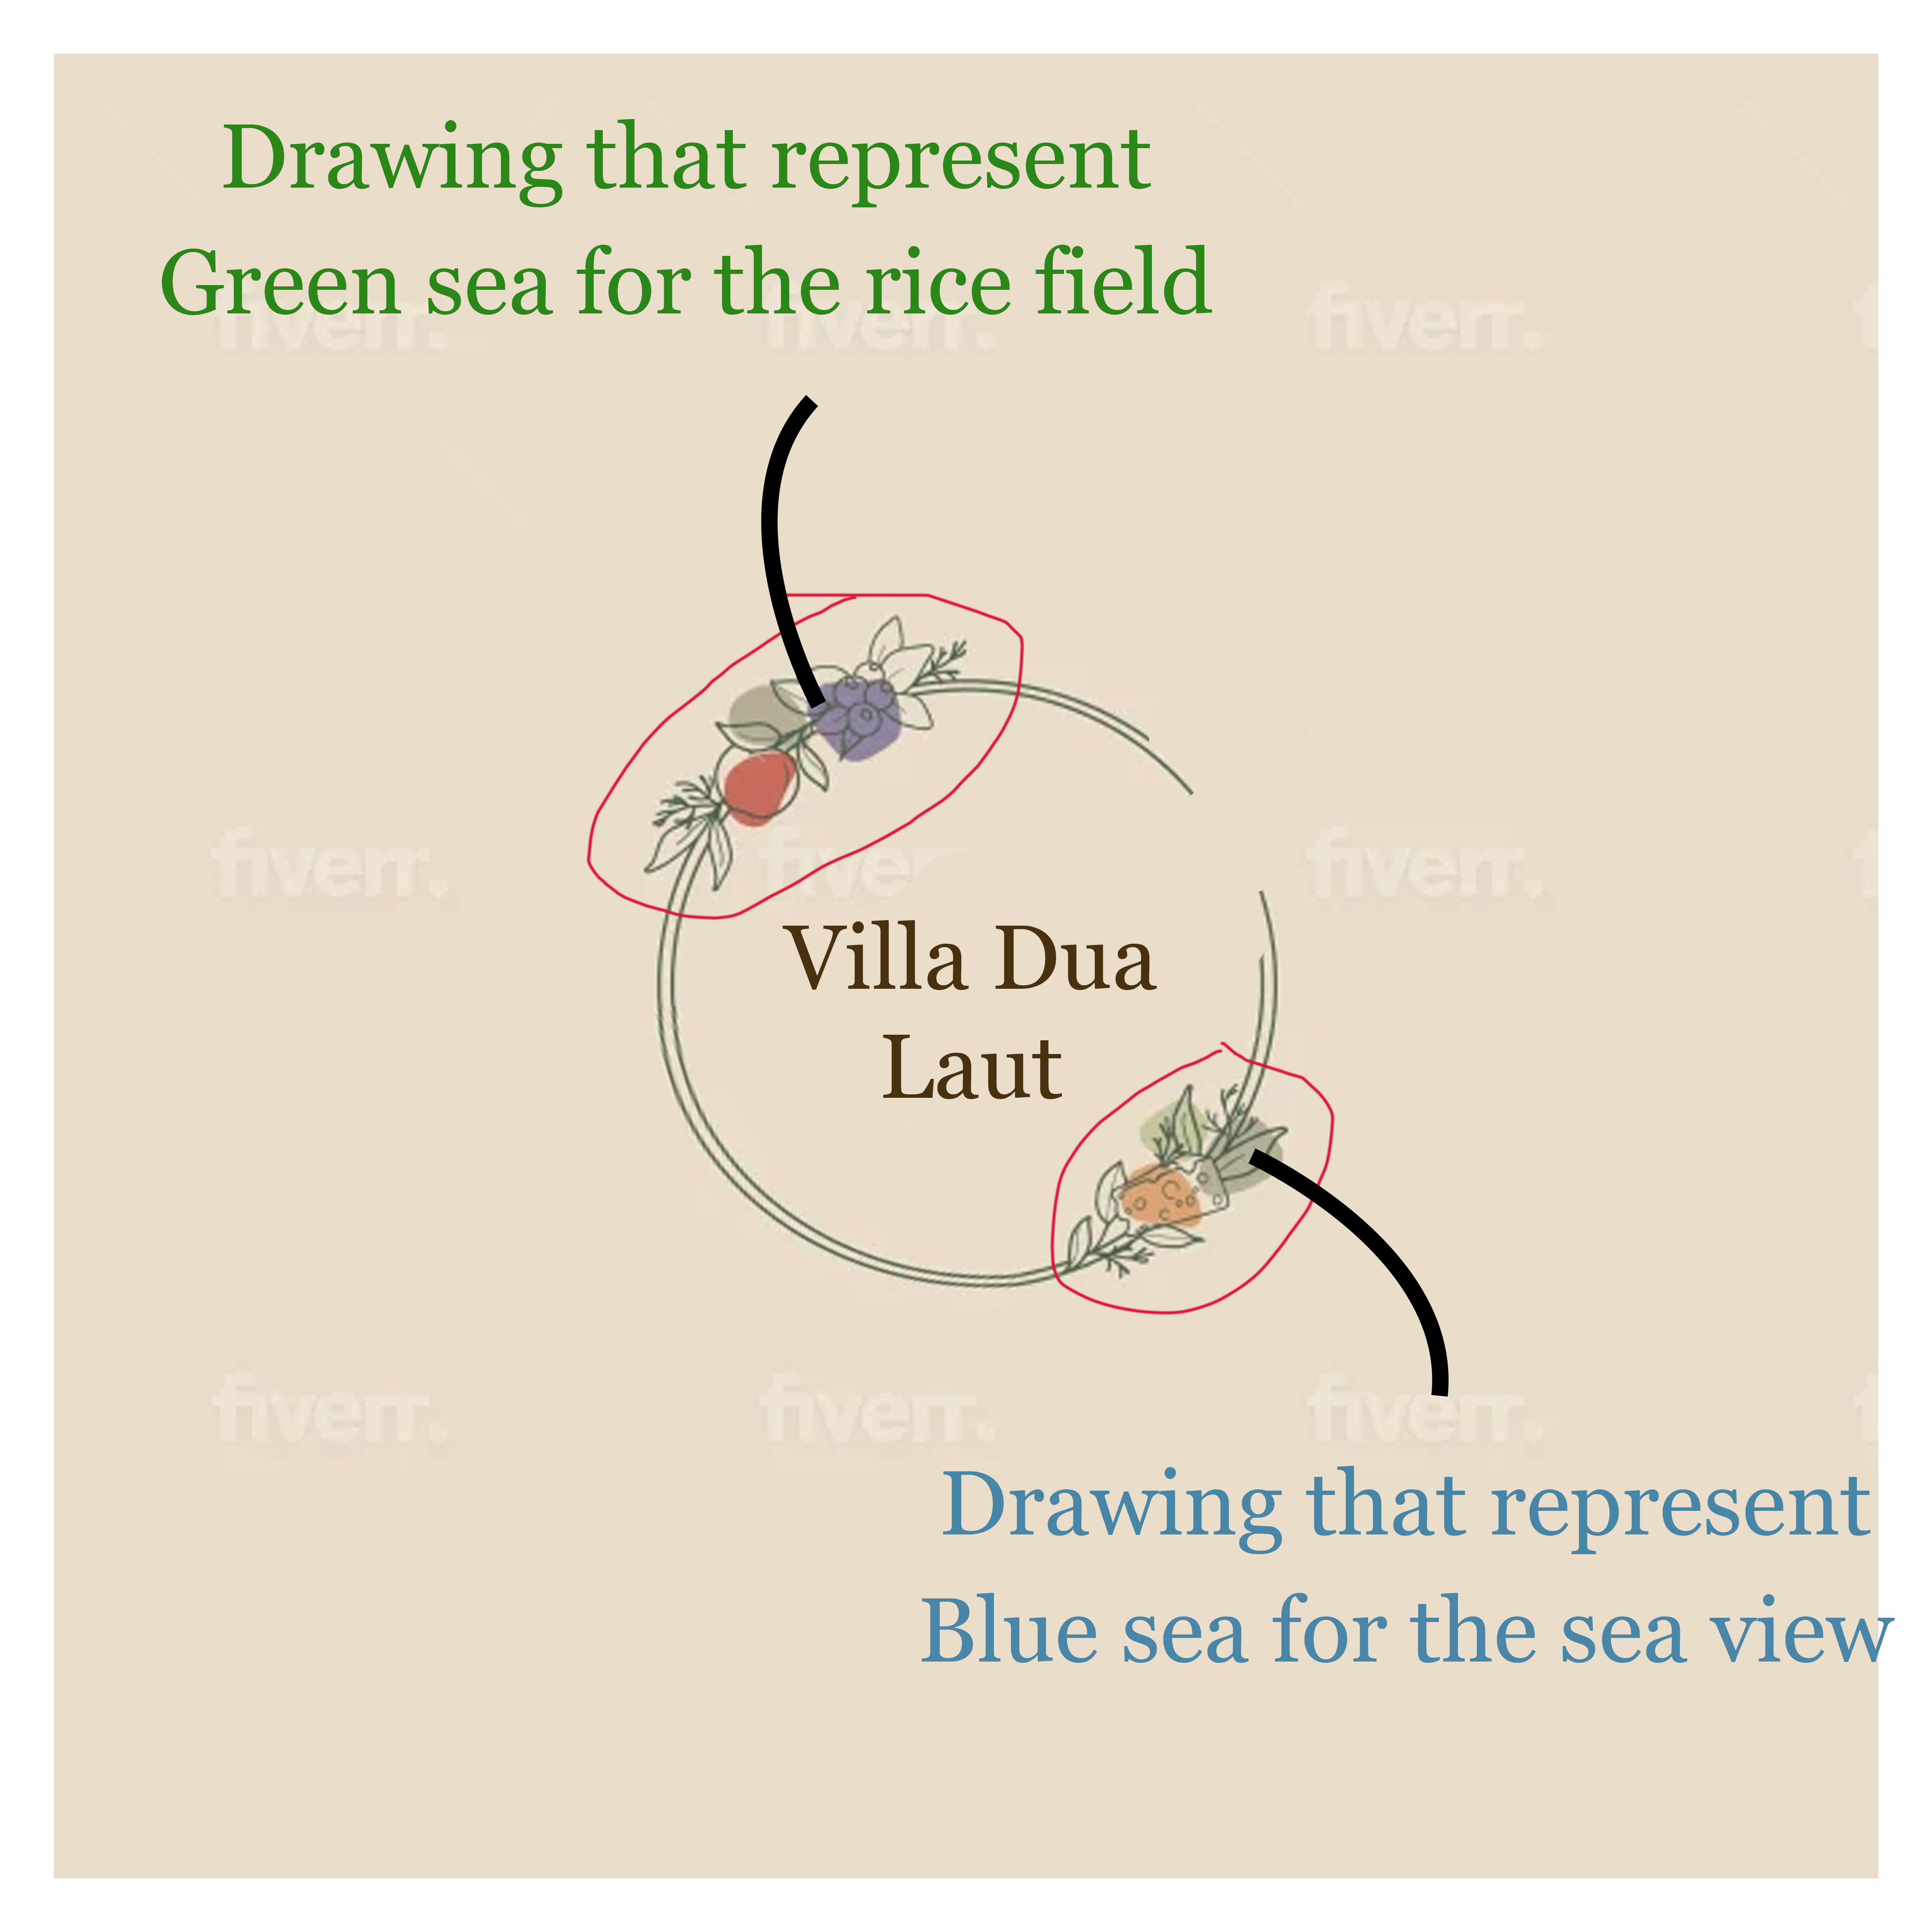 Drawing that represent
Green sea for the rice field
fiverr. fiverr. fiverr.
fiverr. five fiverr.
Villa Dua
Laut
fiverr. fiverr. fiverr.
Drawing that represent
Blue sea for the sea view